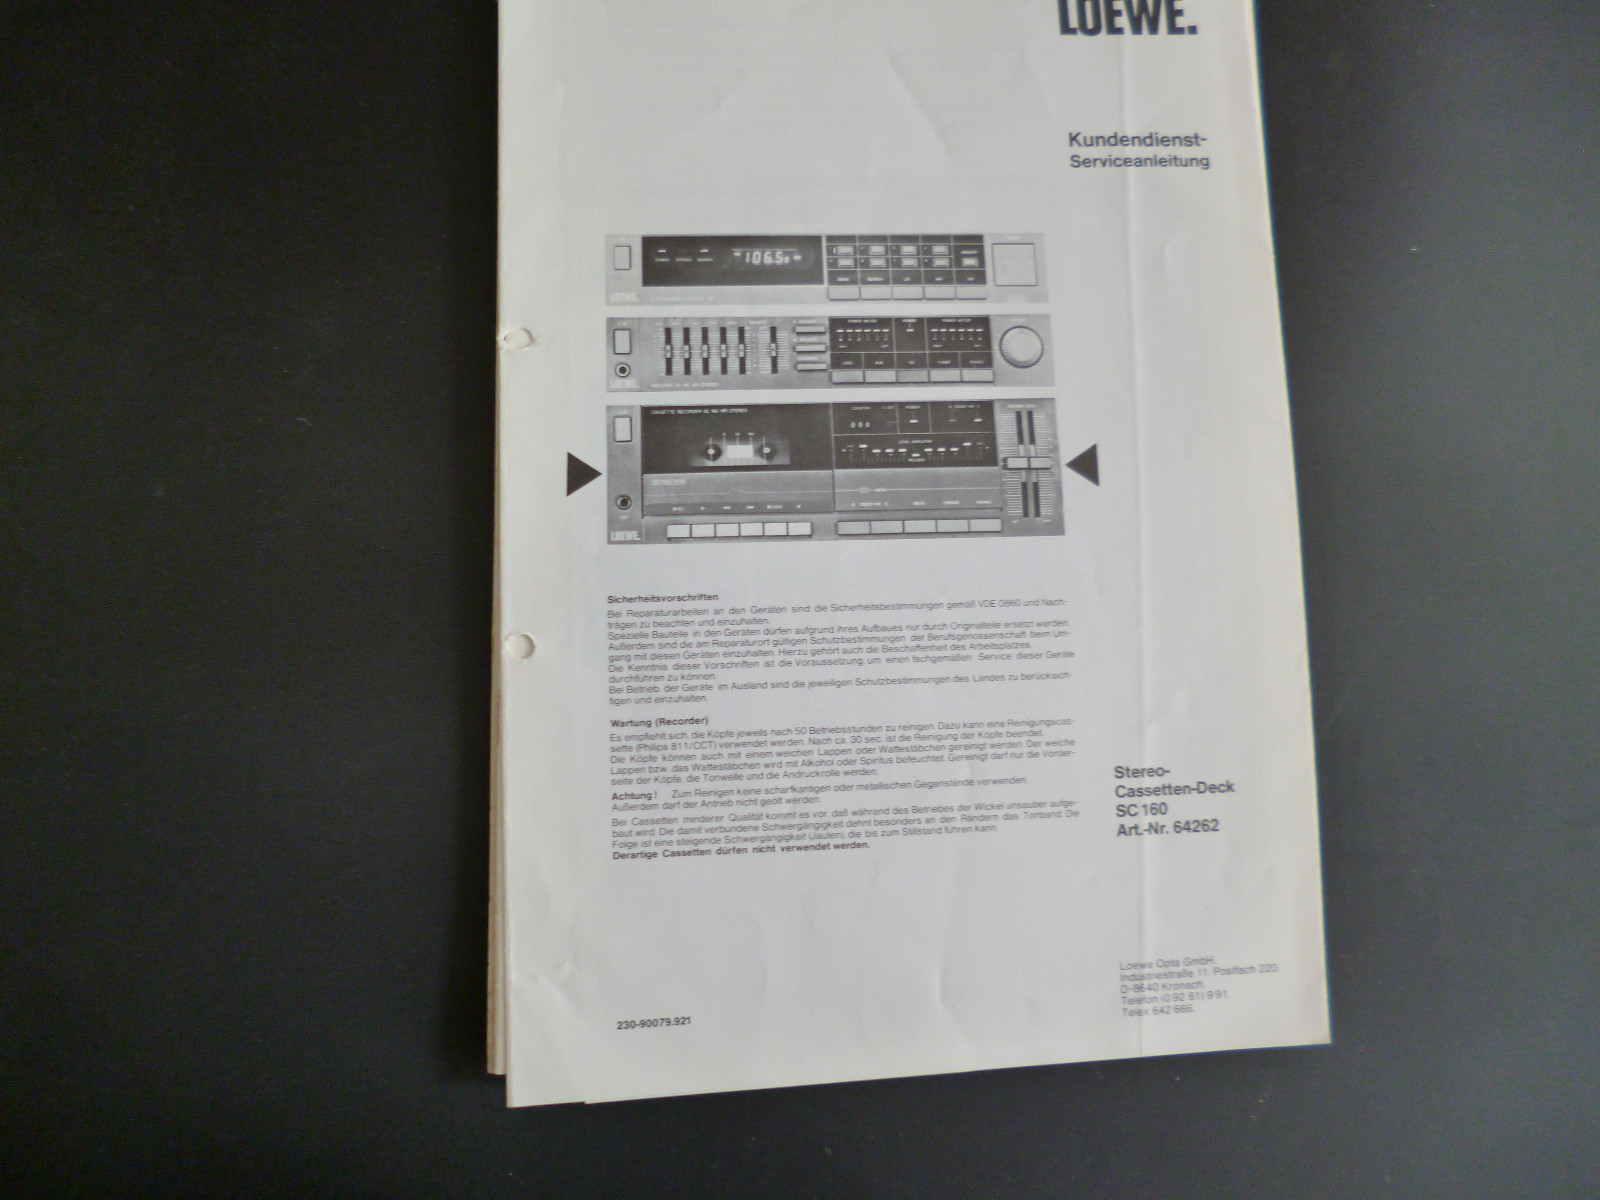 LOEWE.
Kundendienst-
Serviceanleitung
106.5
LOEWE.
LOEWE.
CASSETTE RECORDER SC 160 HIFI STEREO
LOEWE.
Sicherheitsvorschriften
Bei Reparaturarbeiten an den Geräten sind die Sicherheitsbestimmungen gemäß VDE 0860 und Nach-
trägen zu beachten und einzuhalten.
Spezielle Bauteile in den Geräten dürfen aufgrund ihres Aufbaues nur durch Originalteile ersetzt werden.
Außerdem sind die am Reparaturort gültigen Schutzbestimmungen der Berufsgenossenschaft beim Um-
gang mit diesen Geräten einzuhalten. Hierzu gehört auch die Beschaffenheit des Arbeitsplatzes.
Die Kenntnis dieser Vorschriften ist die Voraussetzung, um einen fachgemäßen Service dieser Geräte
durchführen zu können.
Bei Betrieb der Geräte im Ausland sind die jeweiligen Schutzbestimmungen des Landes zu berücksich-
tigen und einzuhalten.
Wartung (Recorder)
Es empfiehlt sich, die Köpfe jeweils nach 50 Betriebsstunden zu reinigen. Dazu kann eine Reinigungscas-
sette (Philips 811/CCT) verwendet werden. Nach ca. 30 sec. ist die Reinigung der Köpfe beendet.
Die Köpfe können auch mit einem weichen Lappen oder Wattestäbchen gereinigt werden. Der weiche
Lappen bzw. das Wattestäbchen wird mit Alkohol oder Spiritus befeuchtet. Gereinigt darf nur die Vorder-
seite der Köpfe, die Tonwelle und die Andruckrolle werden.
Achtung! Zum Reinigen keine scharfkantigen oder metallischen Gegenstände verwenden.
Außerdem darf der Antrieb nicht geölt werden.
Bei Cassetten minderer Qualität kommt es vor, daß während des Betriebes der Wickel unsauber aufge-
baut wird. Die damit verbundene Schwergängigkeit dehnt besonders an den Rändern das Tonband. Die
Folge ist eine steigende Schwergängigkeit (Jaulen), die bis zum Stillstand führen kann.
Derartige Cassetten dürfen nicht verwendet werden.
Stereo-
Cassetten-Deck
SC 160
Art.-Nr. 64262
Loewe Opta GmbH.
Industriestraße 11. Postfach 220
D-8640 Kronach.
Telefon (0 92 61) 9 91.
Telex 642 666.
230-90079.921